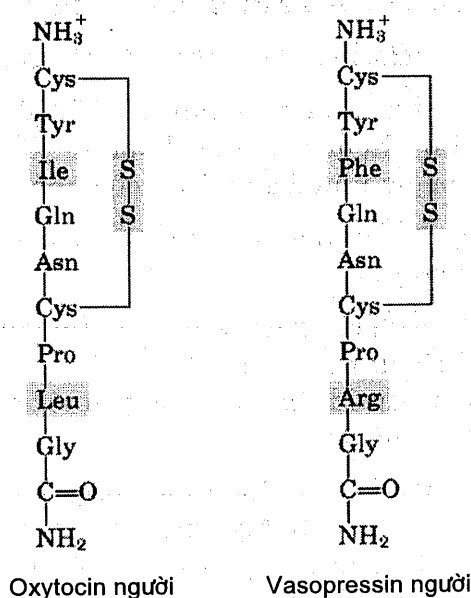 NH₃⁺
Cys
Tyr
Ile
S
Gln
S
Asn
Cys
Pro
Leu
Gly
C=O
NH₂
Oxytocin người
NH₃⁺
Cys
Tyr
Phe
S
Gln
S
Asn
Cys
Pro
Arg
Gly
C=O
NH₂
Vasopressin người